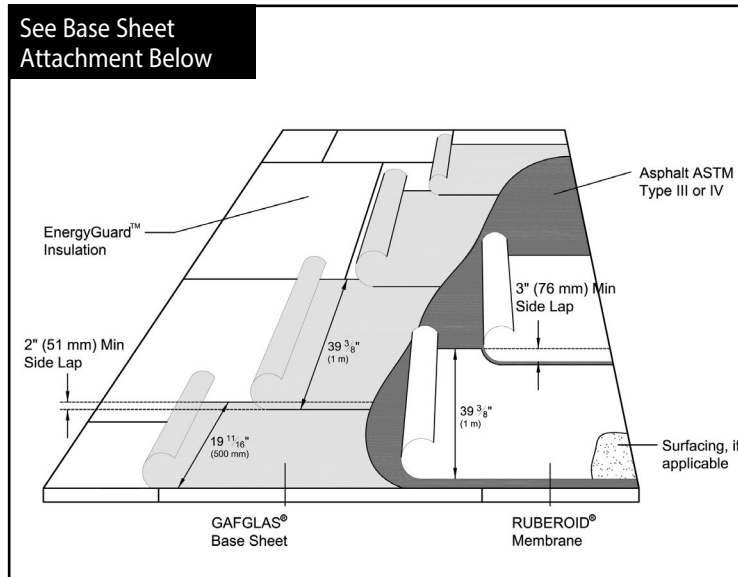 See Base Sheet
Attachment Below
Asphalt ASTM
Type III or IV
EnergyGuard™
Insulation
3" (76 mm) Min
Side Lap
2" (51 mm) Min
Side Lap
39 3/8"
(1 m)
39 3/8"
(1 m)
19 11/16"
(500 mm)
Surfacing, if
applicable
GAFGLAS®
Base Sheet
RUBEROID®
Membrane